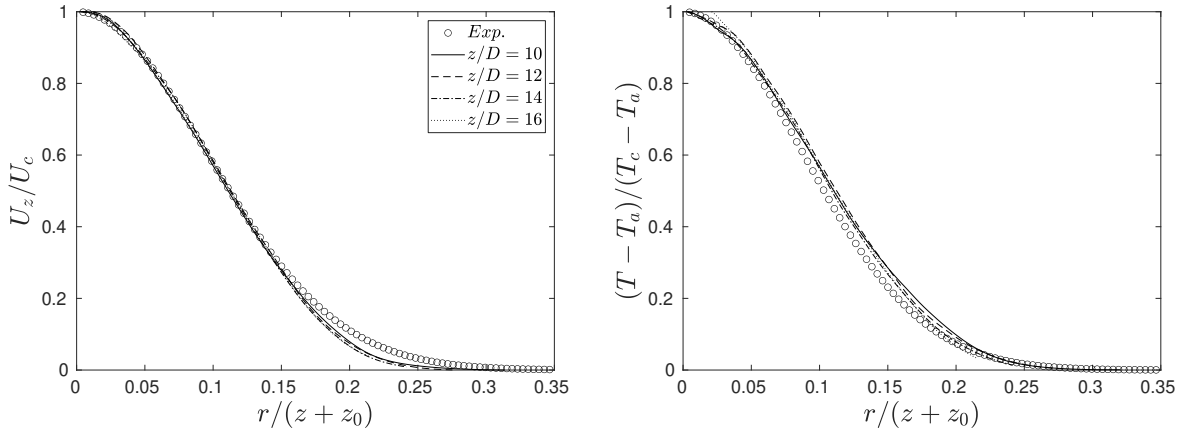 1
0.8
0.6
0.4
0.2
0
0 0.05 0.1 0.15 0.2 0.25 0.3 0.35
U_z/U_c
r/(z + z_0)
Exp.
z/D = 10
z/D = 12
z/D = 14
z/D = 16
1
0.8
0.6
0.4
0.2
0
0 0.05 0.1 0.15 0.2 0.25 0.3 0.35
(T − T_a)/(T_c − T_a)
r/(z + z_0)